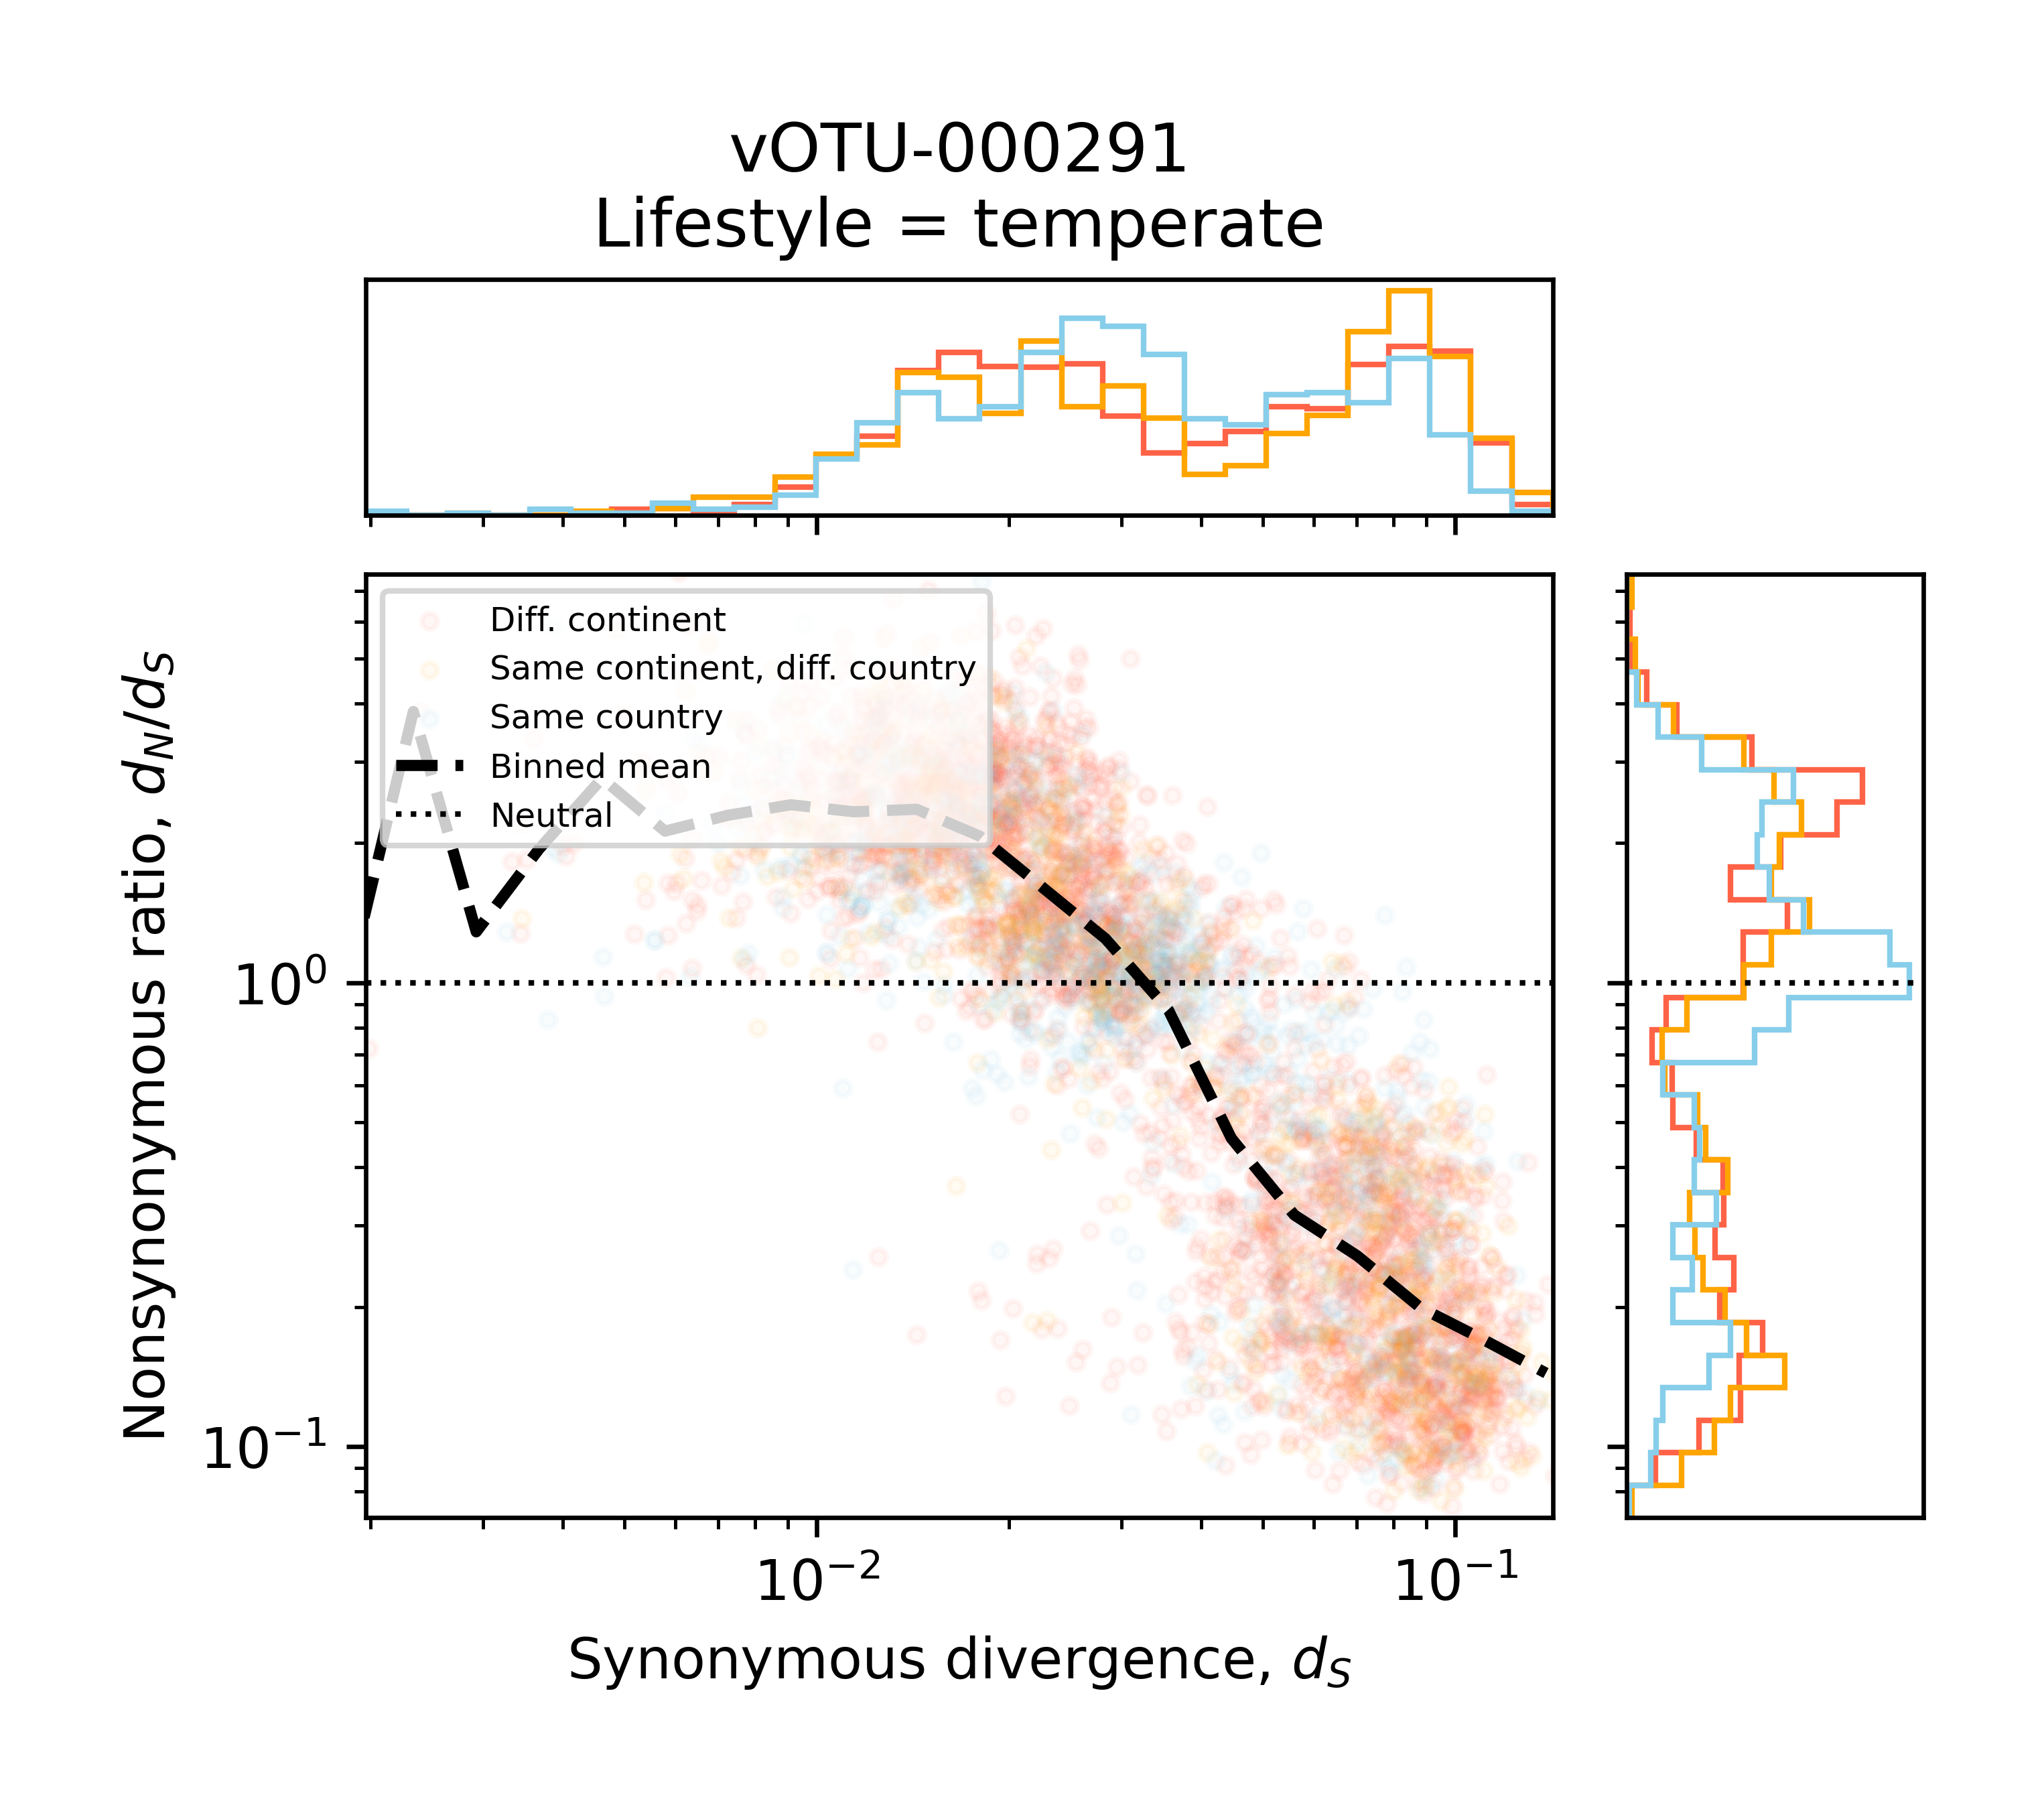 vOTU-000291
Lifestyle = temperate
Diff. continent
Same continent, diff. country
Same country
Binned mean
Neutral
Nonsynonymous ratio, $d_N/d_S$
$10^0$
$10^{-1}$
$10^{-2}$
$10^{-1}$
Synonymous divergence, $d_S$